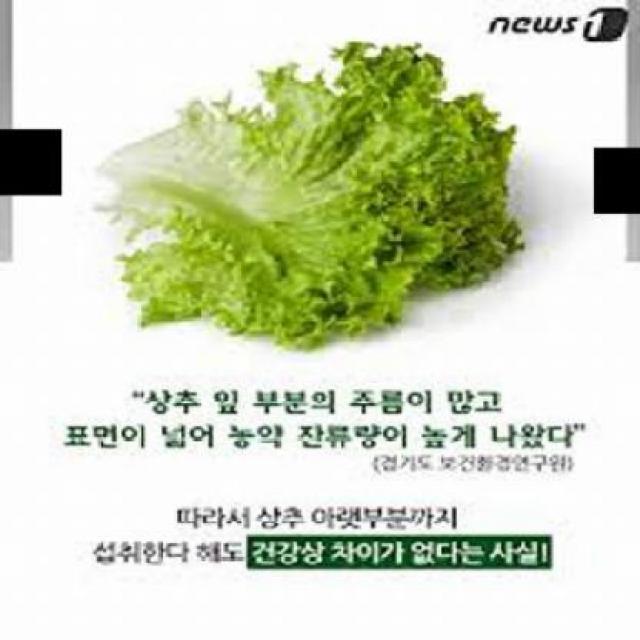 news1
“상추 잎 부분의 주름이 많고
표면이 넓어 농약 잔류량이 높게 나왔다”
(경기도 보건환경연구원)
따라서 상추 아랫부분까지
섭취한다 해도 건강상 차이가 없다는 사실!